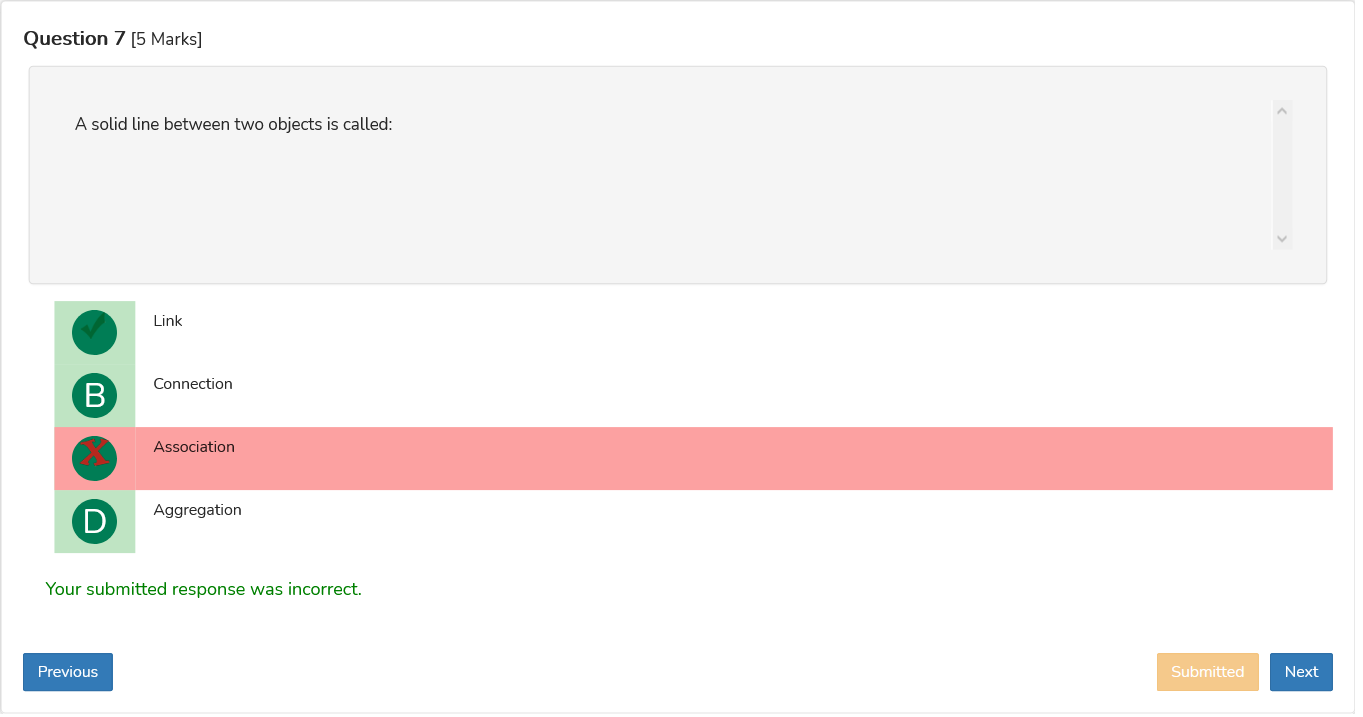 Question 7 [5 Marks]
A solid line between two objects is called:
Link
B Connection
X Association
D Aggregation
Your submitted response was incorrect.
Previous Submitted Next